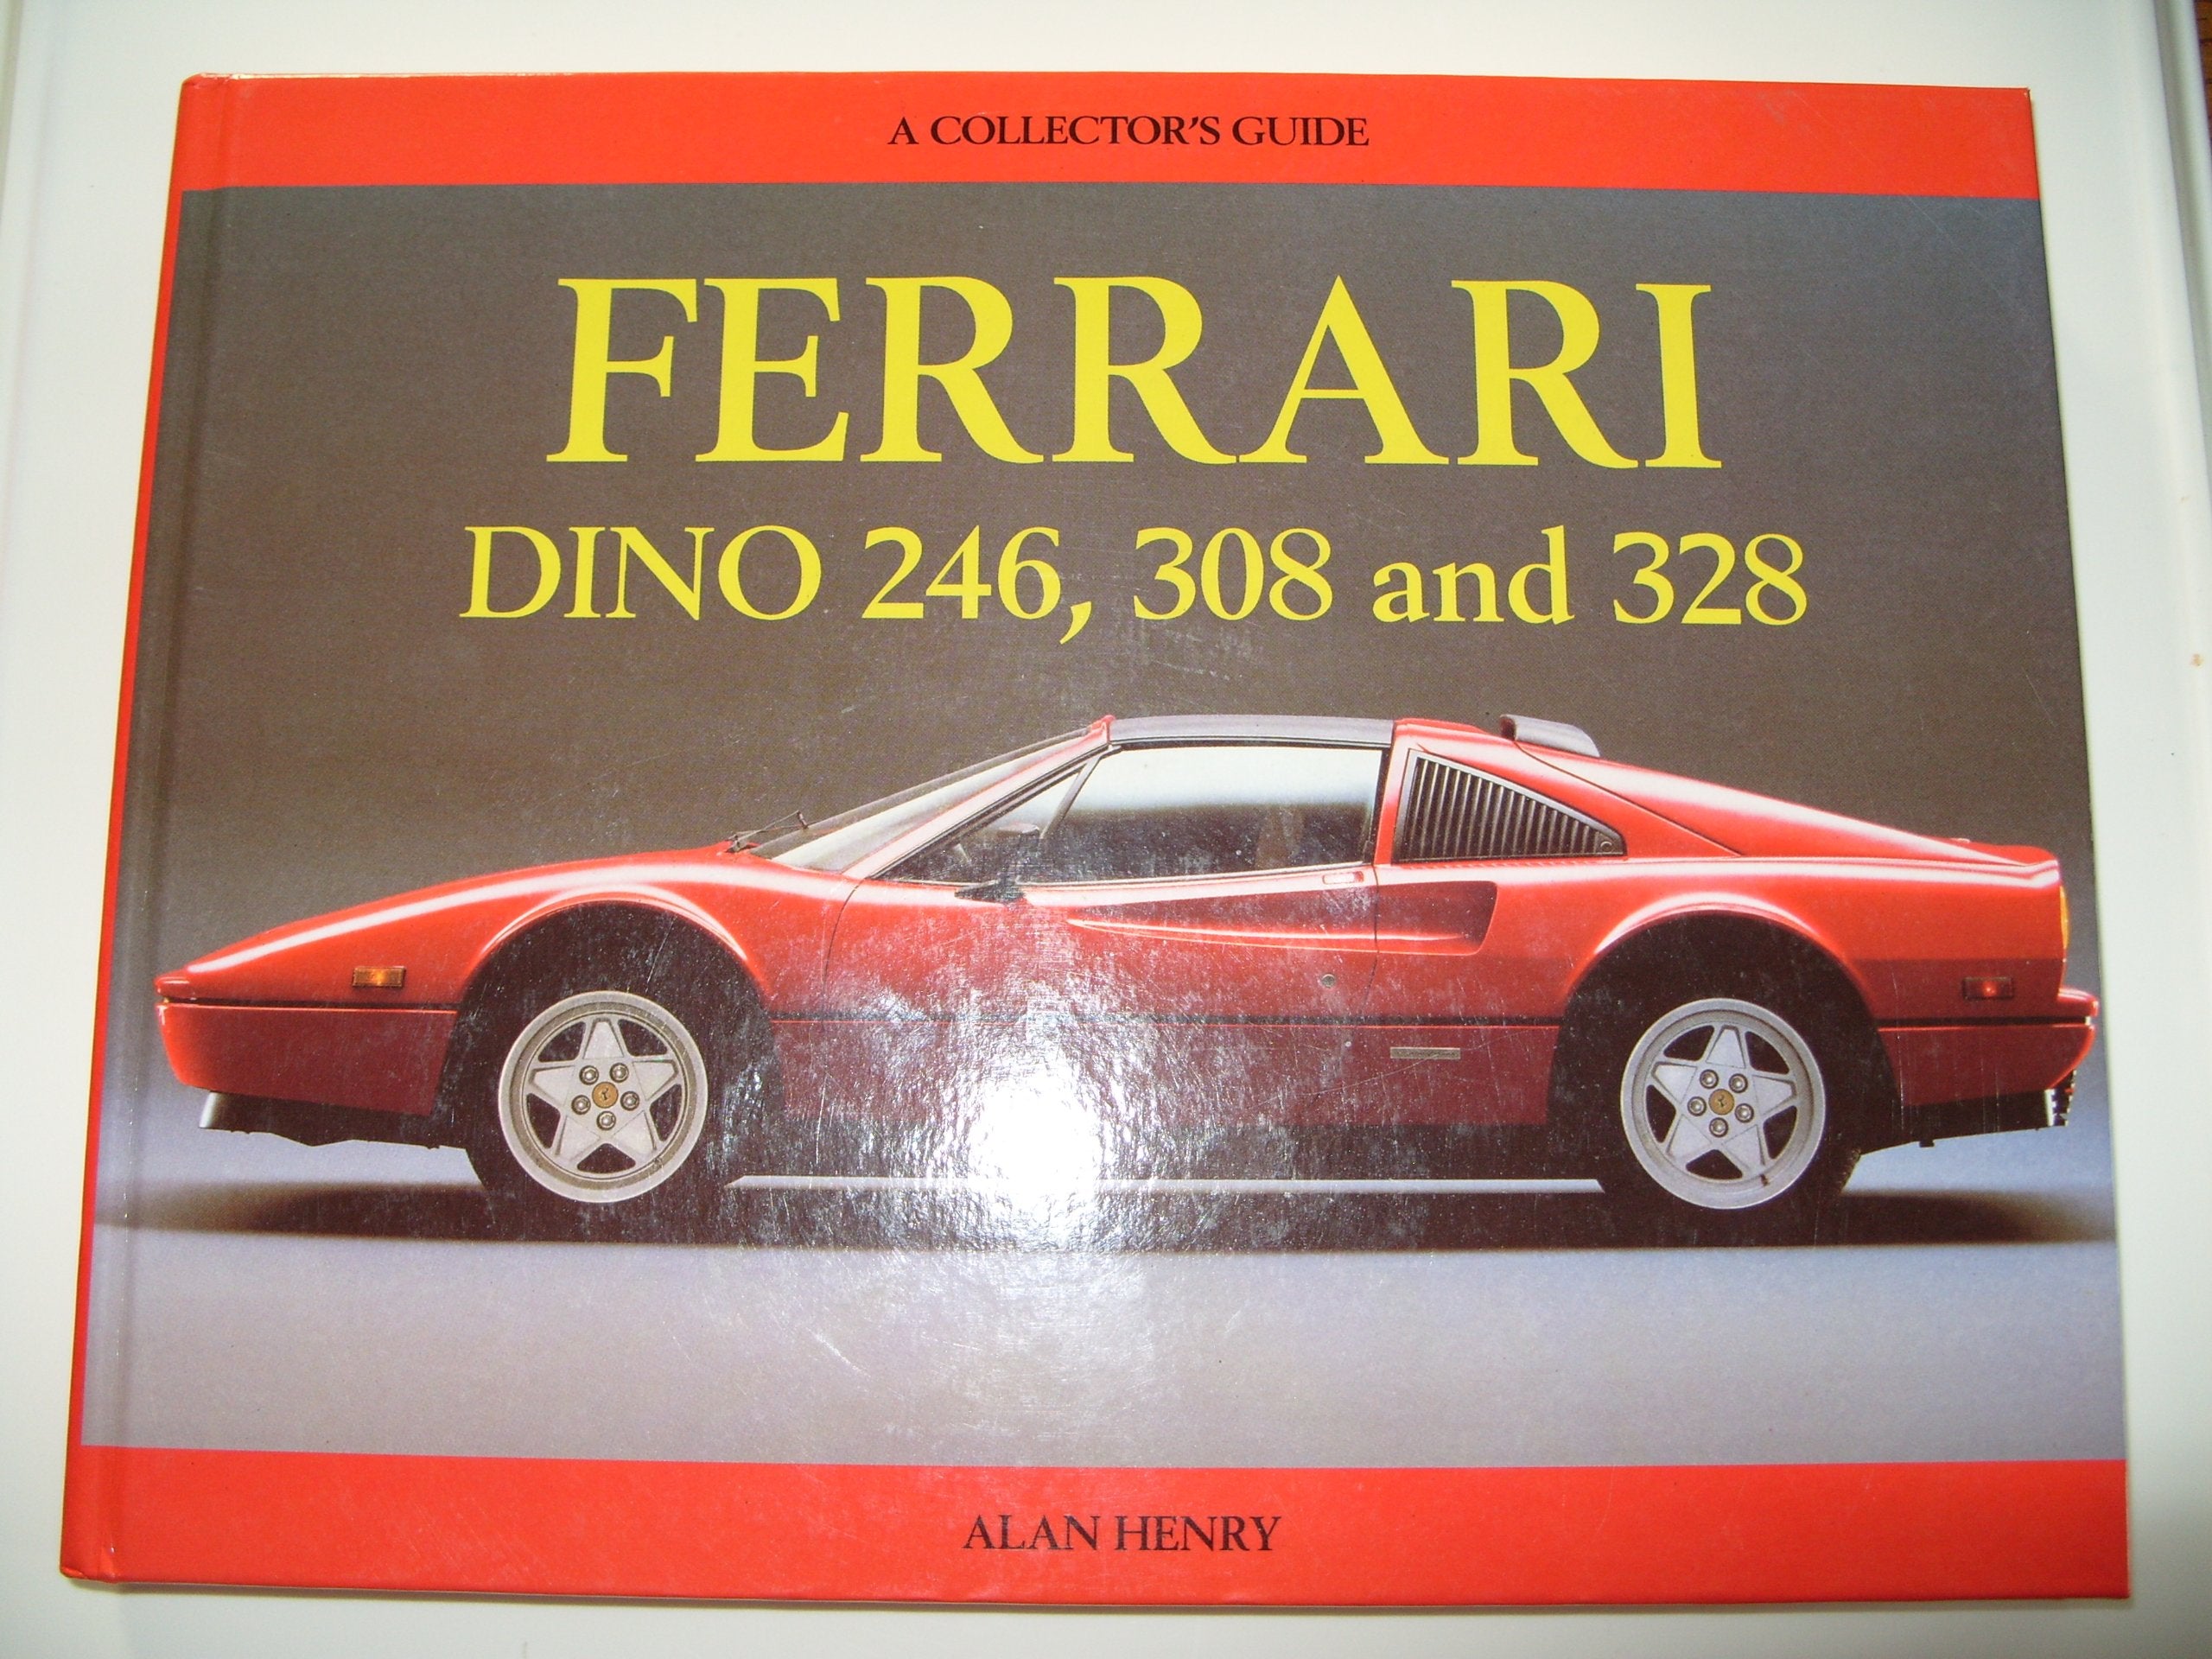 A COLLECTOR'S GUIDE
FERRARI
DINO 246, 308 and 328
ALAN HENRY